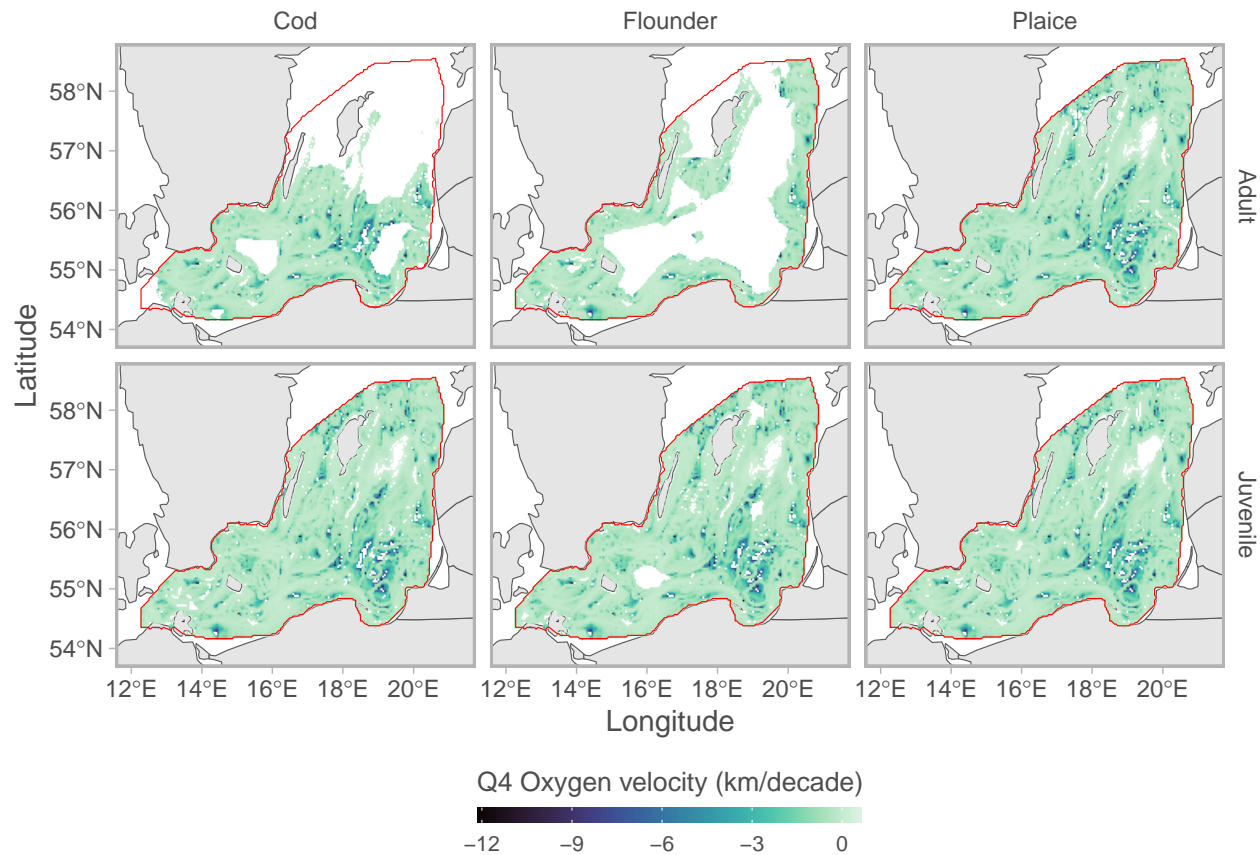 Cod Flounder Plaice
58°N
57°N
56°N
55°N
54°N
Adult
58°N
57°N
56°N
55°N
54°N
Juvenile
Latitude
12°E 14°E 16°E 18°E 20°E 12°E 14°E 16°E 18°E 20°E 12°E 14°E 16°E 18°E 20°E
Longitude
Q4 Oxygen velocity (km/decade)
−12 −9 −6 −3 0